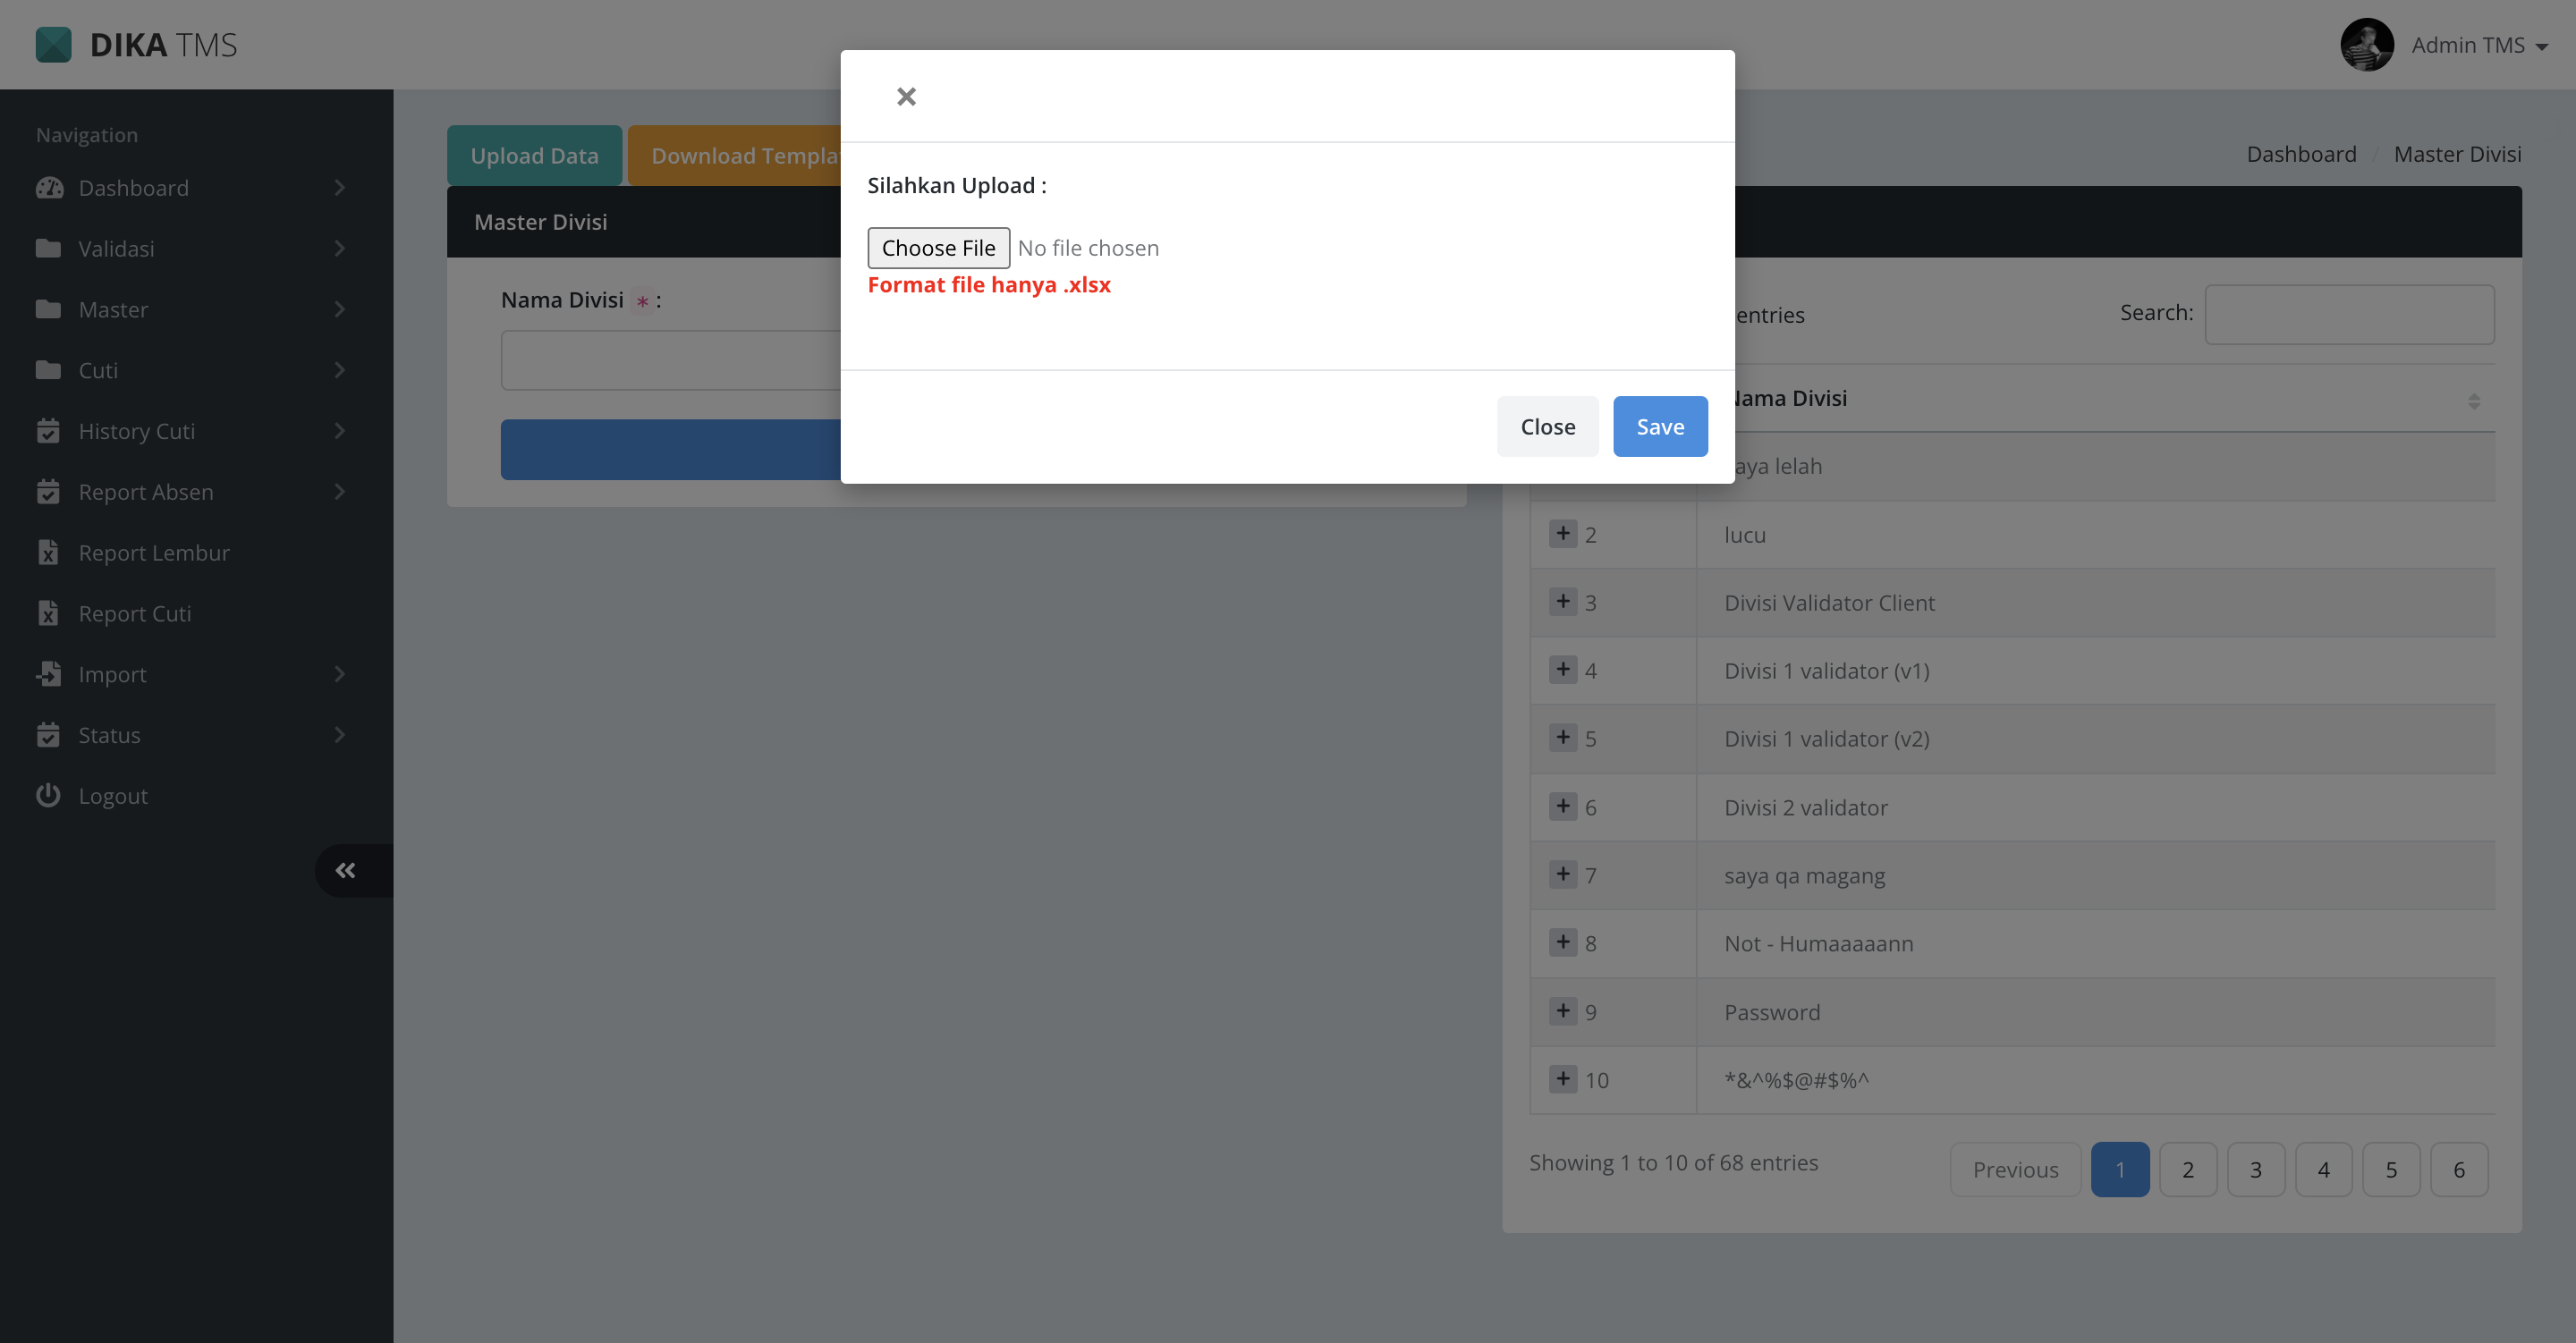 DIKA TMS
Admin TMS
Navigation
Dashboard
Validasi
Master
Cuti
History Cuti
Report Absen
Report Lembur
Report Cuti
Import
Status
Logout
Upload Data
Dashboard / Master Divisi
Master Divisi
Nama Divisi * :
×
Silahkan Upload :
Choose File No file chosen
Format file hanya .xlsx
Close
Save
entries
Search:
Divisi
lelah
2 lucu
3 Divisi Validator Client
4 Divisi 1 validator (v1)
5 Divisi 1 validator (v2)
6 Divisi 2 validator
7 saya qa magang
8 Not - Humaaaaann
9 Password
10 *&^%$@#$%^
Showing 1 to 10 of 68 entries
Previous 1 2 3 4 5 6